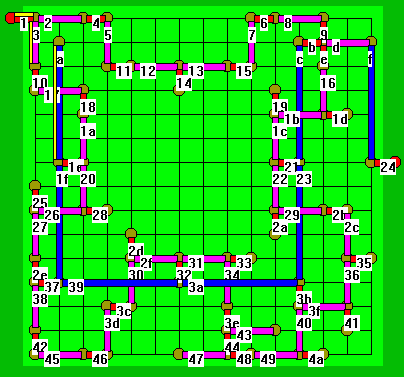 1 2 4 6 8
3 5 7 9
a c b d f
e
11 12 13 15
10 14 16
17 19
18 1b 1d
1a 1c
1e 21 24
1f 20 22 23
25
26 28 29 2b
27 2a 2c
2d
2f 31 33 35
2e 30 32 34 36
37 39 3a
38 3b
3c 3f
3d 3e 40 41
43
42 44
45 46 47 48 49 4a